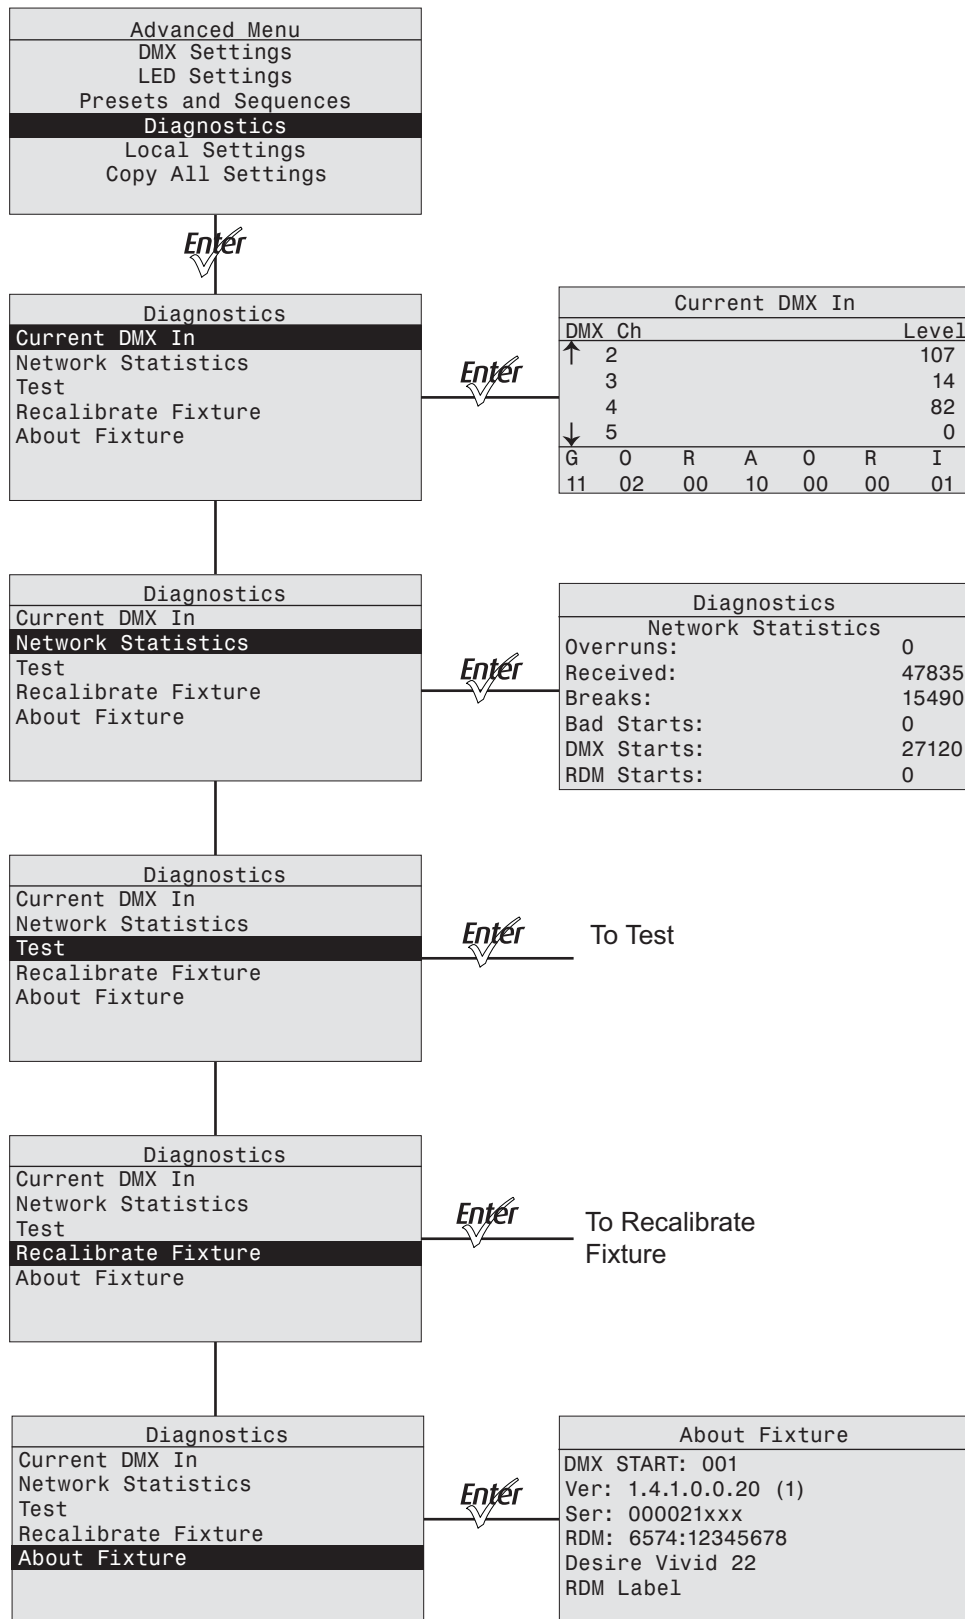 Advanced Menu
DMX Settings
LED Settings
Presets and Sequences
Diagnostics
Local Settings
Copy All Settings
Enter
Diagnostics
Current DMX In
Network Statistics
Test
Recalibrate Fixture
About Fixture
Enter
Current DMX In
DMX Ch Level
2 107
3 14
4 82
5 0
G O R A O R I
11 02 00 10 00 00 01
Diagnostics
Current DMX In
Network Statistics
Test
Recalibrate Fixture
About Fixture
Enter
Diagnostics
Network Statistics
Overruns: 0
Received: 47835
Breaks: 15490
Bad Starts: 0
DMX Starts: 27120
RDM Starts: 0
Diagnostics
Current DMX In
Network Statistics
Test
Recalibrate Fixture
About Fixture
Enter
To Test
Diagnostics
Current DMX In
Network Statistics
Test
Recalibrate Fixture
About Fixture
Enter
To Recalibrate
Fixture
Diagnostics
Current DMX In
Network Statistics
Test
Recalibrate Fixture
About Fixture
Enter
About Fixture
DMX START: 001
Ver: 1.4.1.0.0.20 (1)
Ser: 000021xxx
RDM: 6574:12345678
Desire Vivid 22
RDM Label